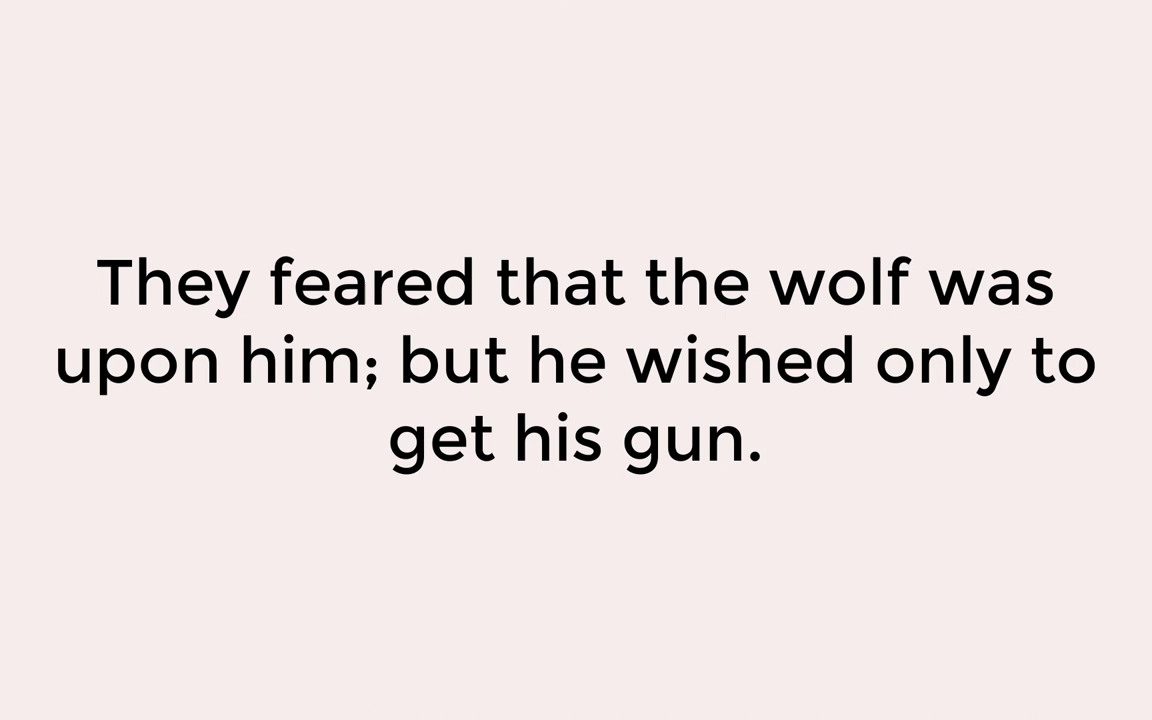 They feared that the wolf was
upon him; but he wished only to
get his gun.